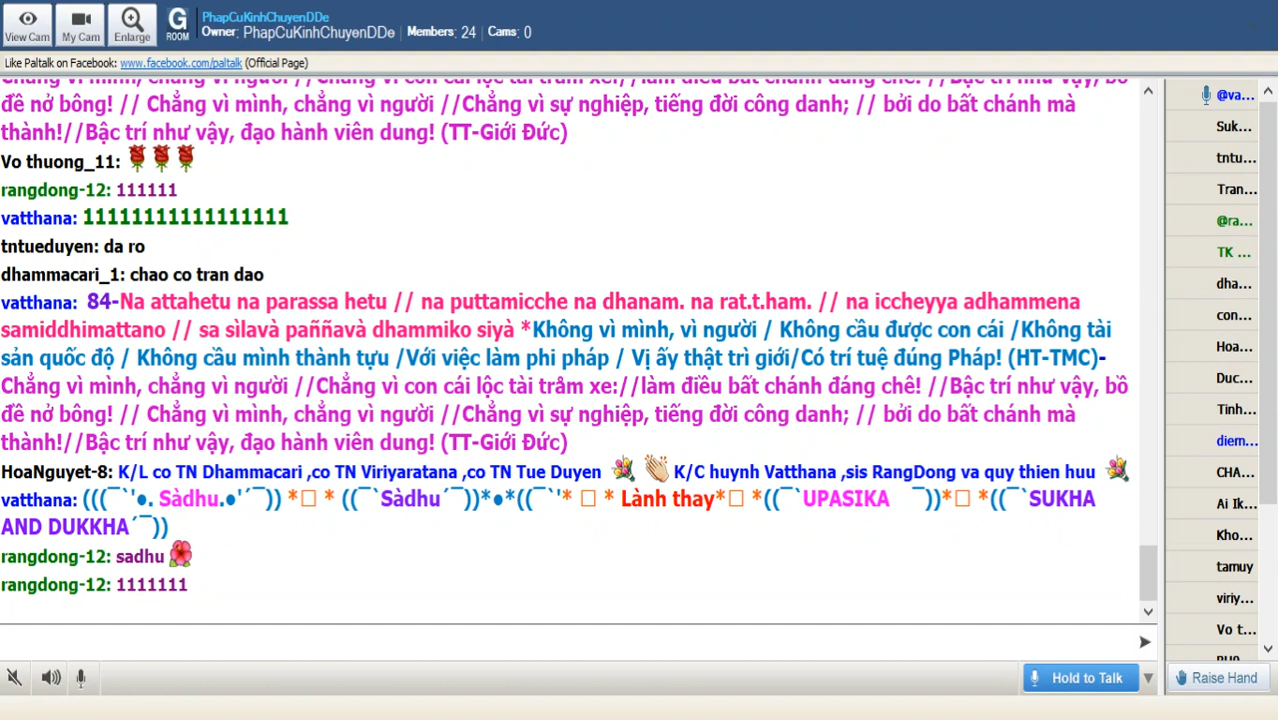 View Cam
My Cam
Enlarge
G
ROOM
PhapCuKinhChuyenDDe
Owner: PhapCuKinhChuyenDDe | Members: 24 | Cams: 0
Like Paltalk on Facebook: www.facebook.com/paltalk (Official Page)
đề nở bông! // Chẳng vì mình, chẳng vì người //Chẳng vì sự nghiệp, tiếng đời công danh; // bởi do bất chánh mà
thành!//Bậc trí như vậy, đạo hành viên dung! (TT-Giới Đức)
Vo thuong_11:
rangdong-12: 111111
vatthana: 11111111111111111
tntueduyen: da ro
dhammacari_1: chao co tran dao
vatthana: 84-Na attahetu na parassa hetu // na puttamicche na dhanam. na rat.t.ham. // na iccheyya adhammena
samiddhimattano // sa sìlavà paññavà dhammiko siyà *Không vì mình, vì người / Không cầu được con cái /Không tài
sản quốc độ / Không cầu mình thành tựu /Với việc làm phi pháp / Vị ấy thật trì giới/Có trí tuệ đúng Pháp! (HT-TMC)-
Chẳng vì mình, chẳng vì người //Chẳng vì con cái lộc tài trâm xe://làm điều bất chánh đáng chê! //Bậc trí như vậy, bồ
đề nở bông! // Chẳng vì mình, chẳng vì người //Chẳng vì sự nghiệp, tiếng đời công danh; // bởi do bất chánh mà
thành!//Bậc trí như vậy, đạo hành viên dung! (TT-Giới Đức)
HoaNguyet-8: K/L co TN Dhammacari ,co TN Viriyaratana ,co TN Tue Duyen K/C huynh Vatthana ,sis RangDong va quy thien huu
vatthana: (((¯`'●. Sàdhu.●'´¯)) *□ * ((¯`Sàdhu´¯))*●*((¯`'* □ * Lành thay*□ *((¯`UPASIKA ¯))*□ *((¯`SUKHA
AND DUKKHA´¯))
rangdong-12: sadhu
rangdong-12: 1111111
Hold to Talk
@va...
Suk...
tntu...
Tran...
@ra...
TK ...
dha...
con...
Hoa...
Duc...
Tinh...
diem...
CHA...
Ai Ik...
Kho...
tamuy
viriy...
Vo t...
Raise Hand